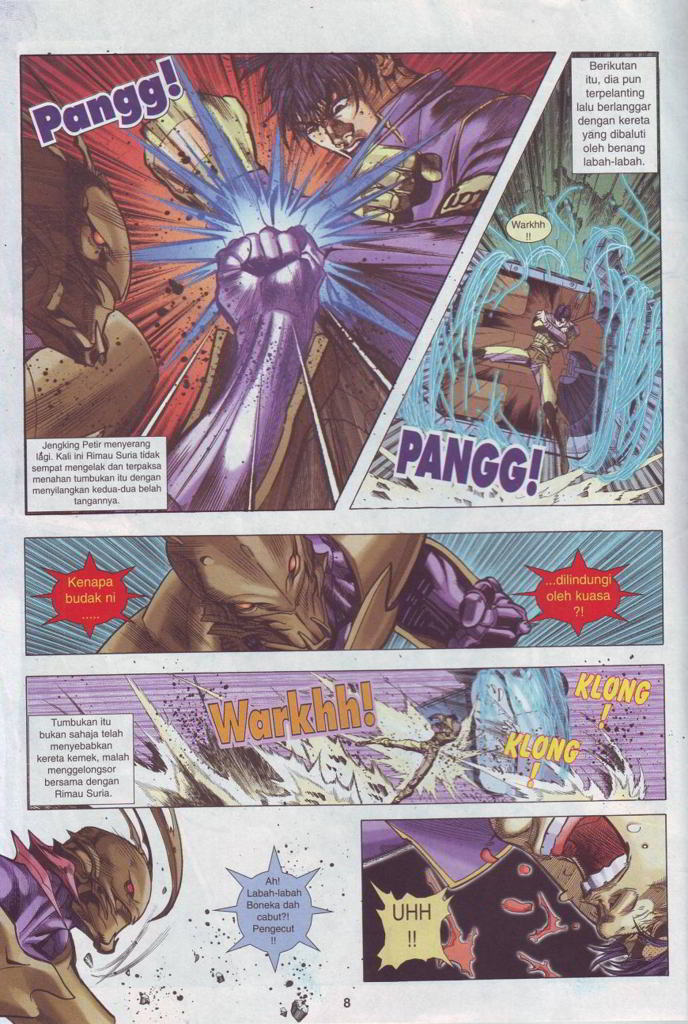 Pangg!
Jengking Petir menyerang
lagi. Kali ini Rimau Suria tidak
sempat mengelak dan terpaksa
menahan tumbukan itu dengan
menyilangkan kedua-dua belah
tangannya.
Berikutan
itu, dia pun
terpelanting
lalu berlanggar
dengan kereta
yang dibaluti
oleh benang
labah-labah.
Warkhh
!!
PANGG!
Kenapa
budak ni
.....
...dilindungi
oleh kuasa
?!
Tumbukan itu
bukan sahaja telah
menyebabkan
kereta kemek, malah
menggelongsor
bersama dengan
Rimau Suria.
Warkhh!
KLONG
!
KLONG
!
Ah!
Labah-labah
Boneka dah
cabut?!
Pengecut
!!
UHH
!!
8